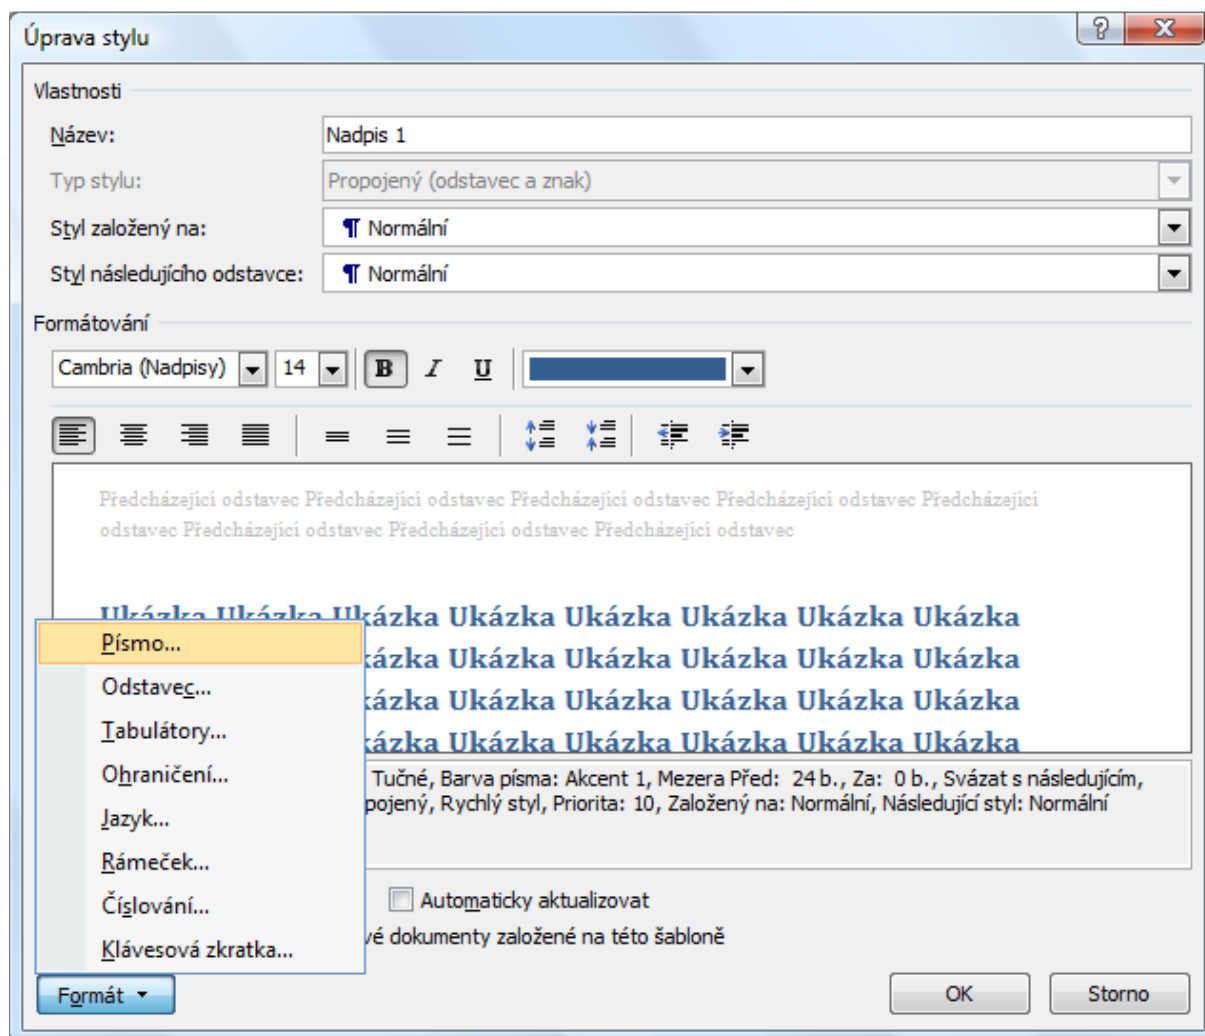 Úprava stylu
Vlastnosti
Název: Nadpis 1
Typ stylu: Propojený (odstavec a znak)
Styl založený na: ¶ Normální
Styl následujícího odstavce: ¶ Normální
Formátování
Cambria (Nadpisy) 14 B I U
Předcházející odstavec Předcházející odstavec Předcházející odstavec Předcházející odstavec Předcházející
odstavec Předcházející odstavec Předcházející odstavec Předcházející odstavec
Ukázka Ukázka Ukázka Ukázka Ukázka Ukázka Ukázka Ukázka
kázka Ukázka Ukázka Ukázka Ukázka Ukázka
kázka Ukázka Ukázka Ukázka Ukázka Ukázka
kázka Ukázka Ukázka Ukázka Ukázka Ukázka
Tučné, Barva písma: Akcent 1, Mezera Před: 24 b., Za: 0 b., Svázat s následujícím,
pojený, Rychlý styl, Priorita: 10, Založený na: Normální, Následující styl: Normální
Automaticky aktualizovat
vé dokumenty založené na této šabloně
Písmo...
Odstavec...
Tabulátory...
Ohraničení...
Jazyk...
Rámeček...
Číslování...
Klávesová zkratka...
Formát OK Storno